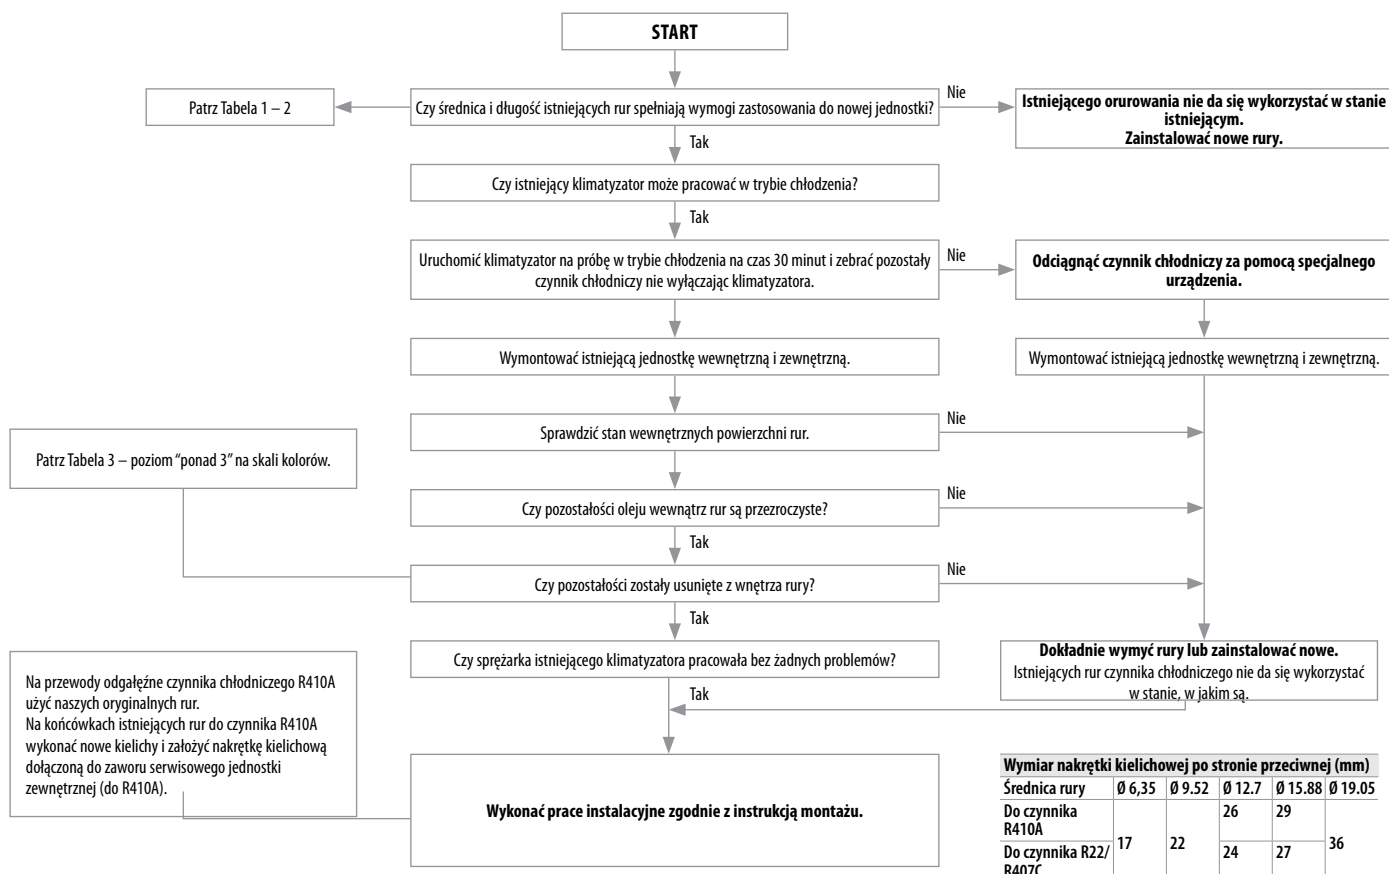 START
Patrz Tabela 1 – 2
Czy średnica i długość istniejących rur spełniają wymogi zastosowania do nowej jednostki?
Nie
Istniejącego orurowania nie da się wykorzystać w stanie
istniejącym.
Zainstalować nowe rury.
Tak
Czy istniejący klimatyzator może pracować w trybie chłodzenia?
Tak
Uruchomić klimatyzator na próbę w trybie chłodzenia na czas 30 minut i zebrać pozostały
czynnik chłodniczy nie wyłączając klimatyzatora.
Nie
Odciągnąć czynnik chłodniczy za pomocą specjalnego
urządzenia.
Wymontować istniejącą jednostkę wewnętrzną i zewnętrzną.
Wymontować istniejącą jednostkę wewnętrzną i zewnętrzną.
Sprawdzić stan wewnętrznych powierzchni rur.
Nie
Patrz Tabela 3 – poziom “ponad 3” na skali kolorów.
Czy pozostałości oleju wewnątrz rur są przezroczyste?
Nie
Tak
Czy pozostałości zostały usunięte z wnętrza rury?
Nie
Tak
Czy sprężarka istniejącego klimatyzatora pracowała bez żadnych problemów?
Dokładnie wymyć rury lub zainstalować nowe.
Istniejących rur czynnika chłodniczego nie da się wykorzystać
w stanie, w jakim są.
Tak
Na przewody odgałęźne czynnika chłodniczego R410A
użyć naszych oryginalnych rur.
Na końcówkach istniejących rur do czynnika R410A
wykonać nowe kielichy i założyć nakrętkę kielichową
dołączoną do zaworu serwisowego jednostki
zewnętrznej (do R410A).
Wykonać prace instalacyjne zgodnie z instrukcją montażu.
Wymiar nakrętki kielichowej po stronie przeciwnej (mm)
Średnica rury Ø 6,35 Ø 9.52 Ø 12.7 Ø 15.88 Ø 19.05
Do czynnika
R410A
26 29
17 22 36
Do czynnika R22/
R407C
24 27